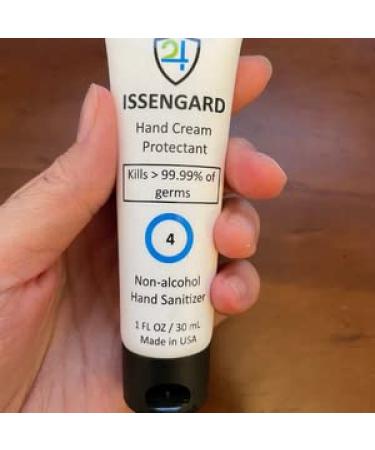 24
ISSENGARD
Hand Cream
Protectant
Kills > 99.99% of
germs
4
Non-alcohol
Hand Sanitizer
1 FL OZ / 30 mL
Made in USA